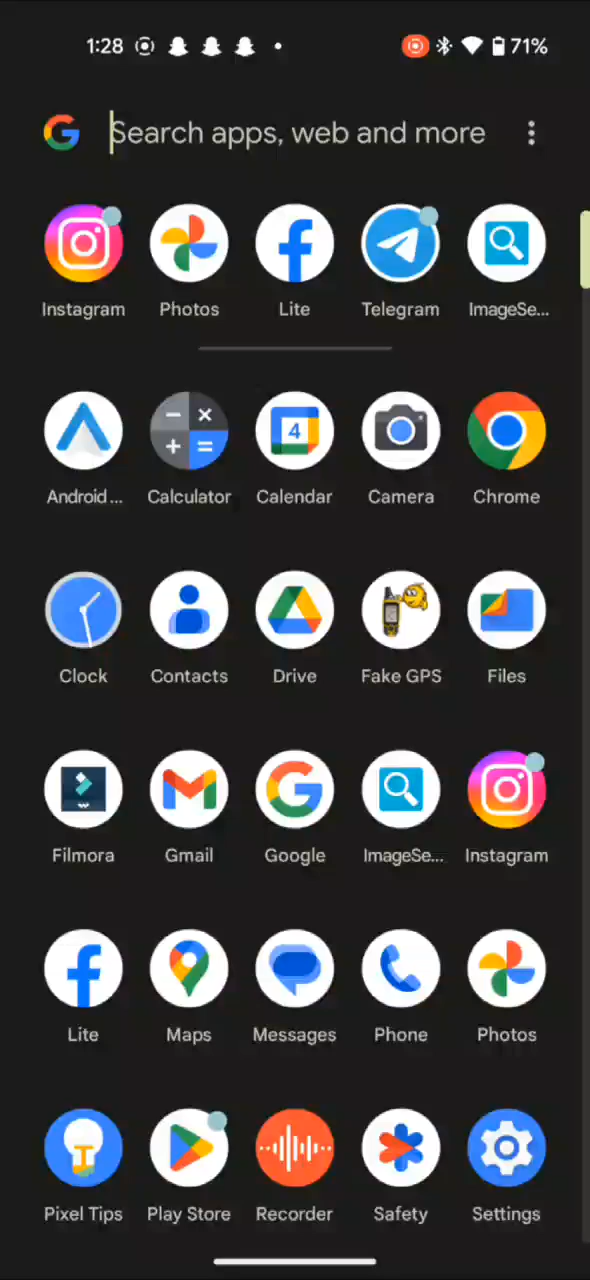 1:28 71%
Search apps, web and more
Instagram Photos Lite Telegram ImageSe...
Android ... Calculator Calendar Camera Chrome
4
Clock Contacts Drive Fake GPS Files
Filmora Gmail Google ImageSe... Instagram
Lite Maps Messages Phone Photos
Pixel Tips Play Store Recorder Safety Settings